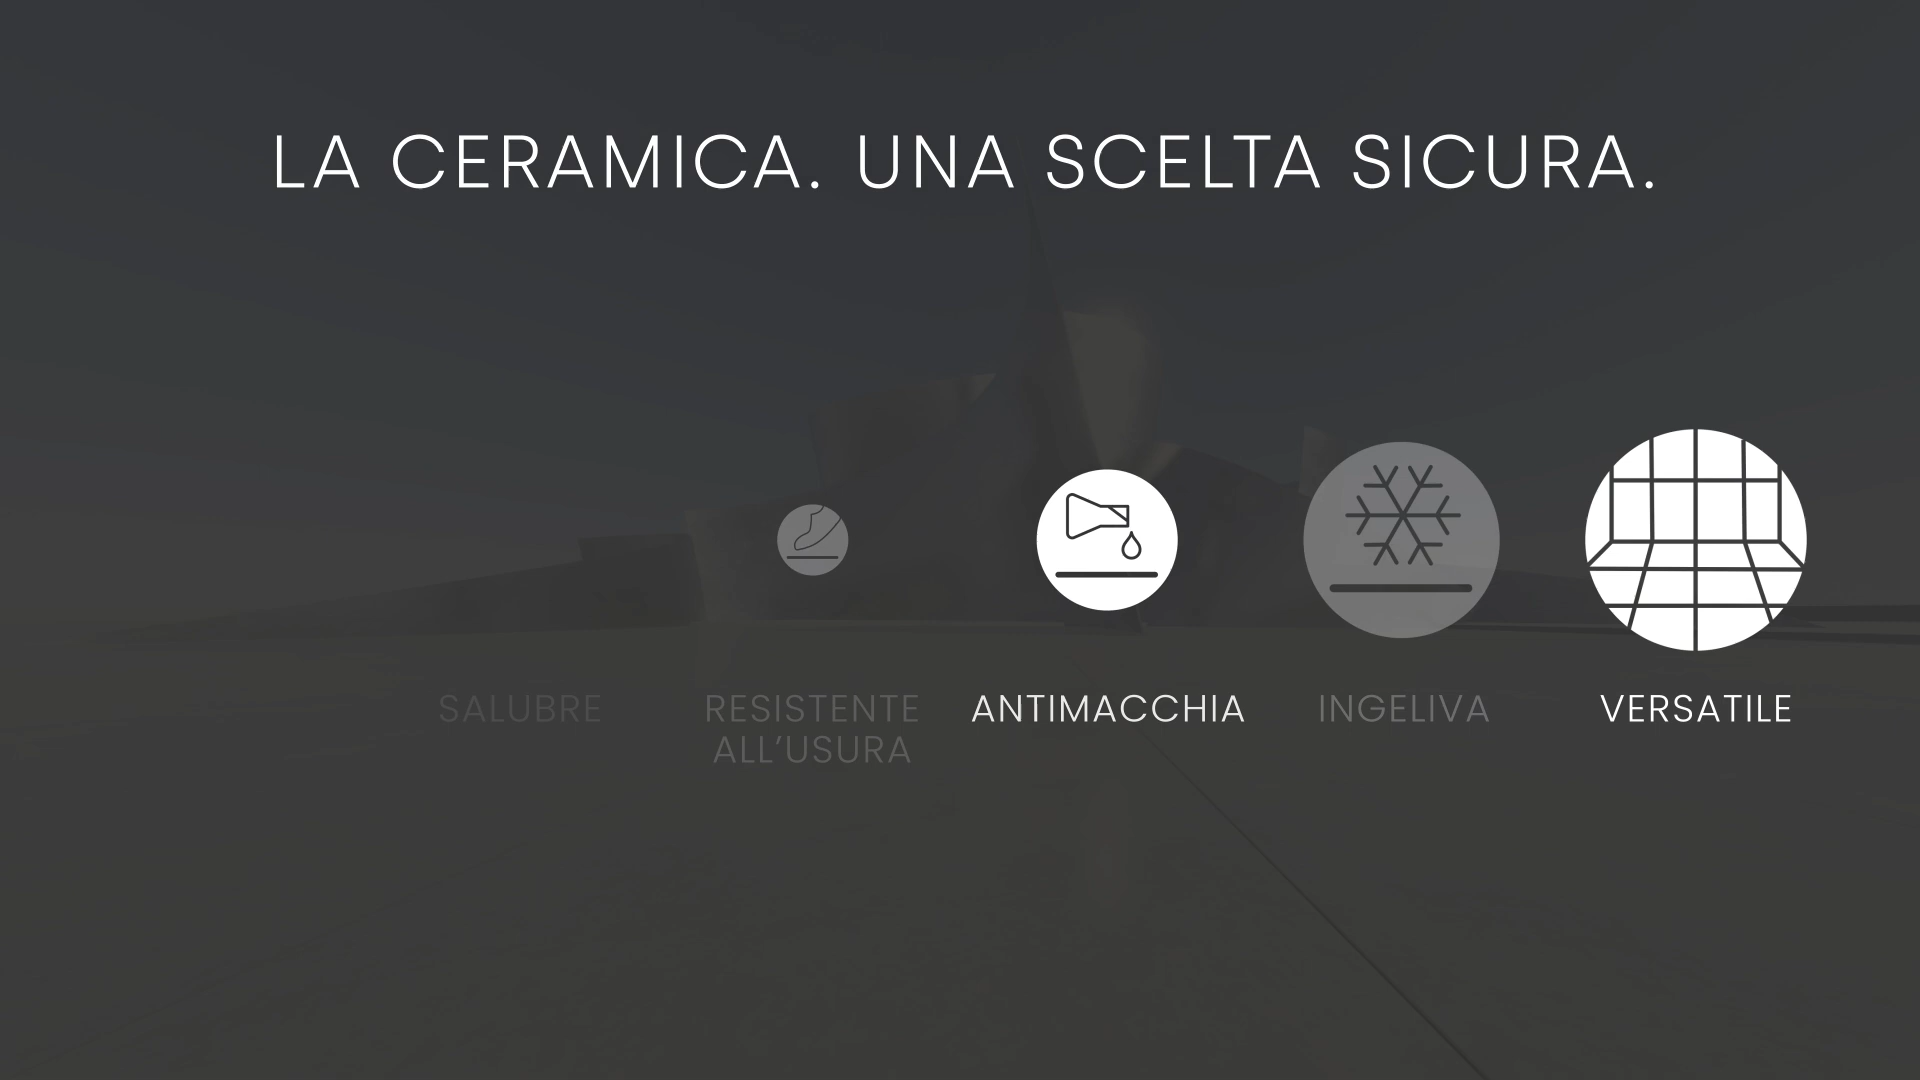 LA CERAMICA. UNA SCELTA SICURA.
SALUBRE
RESISTENTE
ALL’USURA
ANTIMACCHIA
INGELIVA
VERSATILE